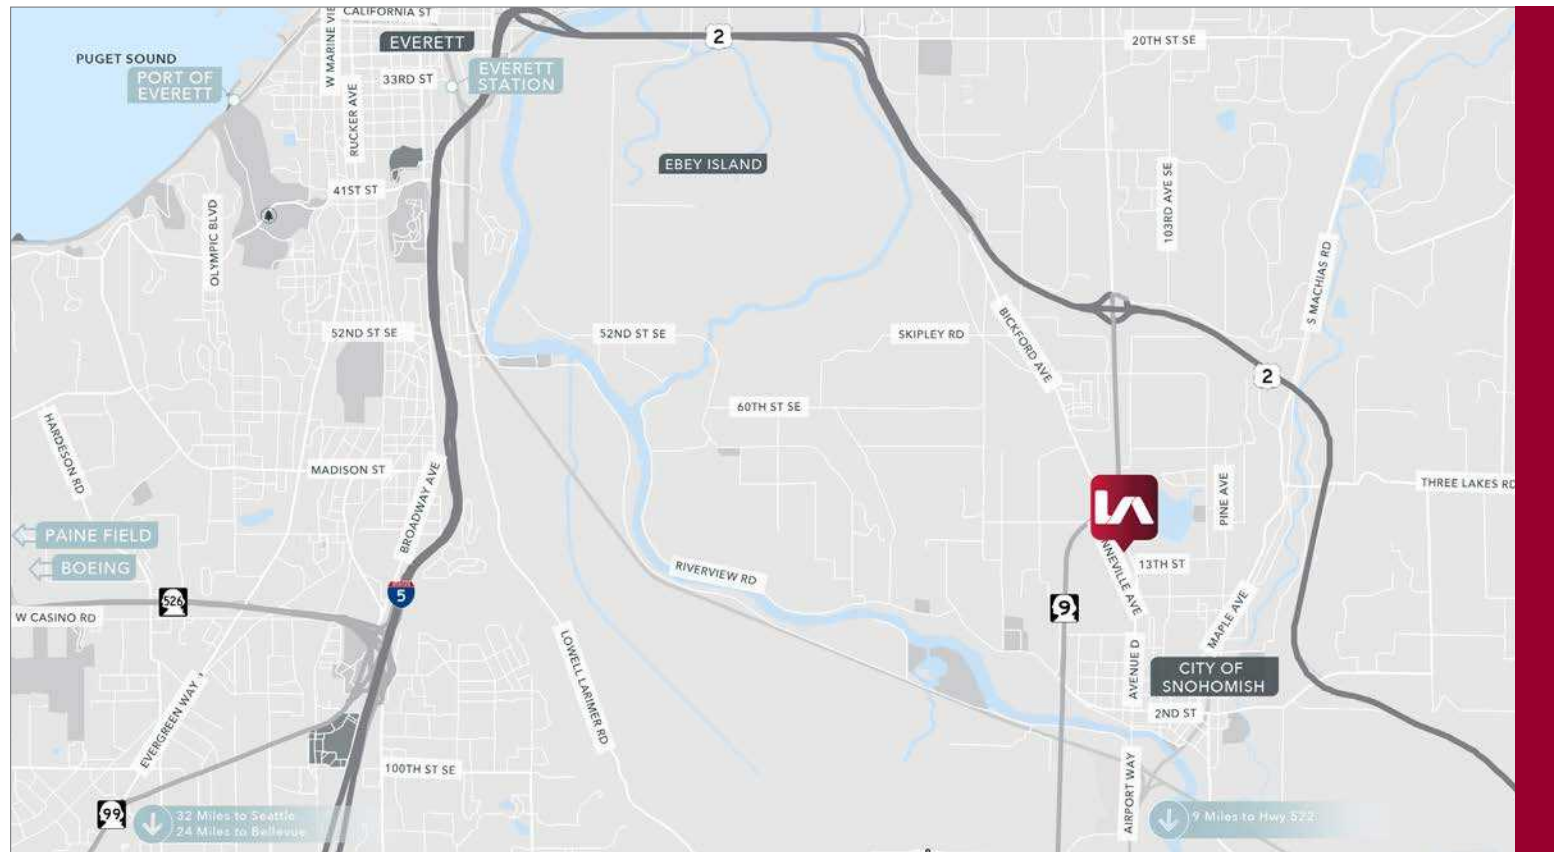 CALIFORNIA ST
W MARINE VIE
EVERETT
2
20TH ST SE
PUGET SOUND
PORT OF
EVERETT
33RD ST
EVERETT
STATION
RUCKER AVE
EBEY ISLAND
41ST ST
103RD AVE SE
OLYMPIC BLVD
S MACHIAS RD
52ND ST SE
52ND ST SE
SKIPLEY RD
BICKFORD AVE
2
60TH ST SE
HARDESON RD
MADISON ST
BROADWAY AVE
PINE AVE
THREE LAKES RD
PAINE FIELD
BOEING
NNEVILLE AVE
13TH ST
RIVERVIEW RD
5
526
9
W CASINO RD
MAPLE AVE
LOWELL LARIMER RD
AVENUE D
CITY OF
SNOHOMISH
EVERGREEN WAY
2ND ST
100TH ST SE
AIRPORT WAY
99
32 Miles to Seattle
24 Miles to Bellevue
9 Miles to Hwy 522